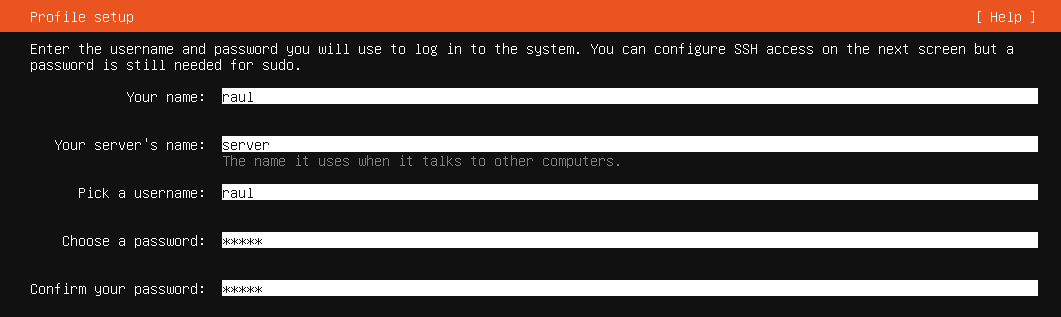 Profile setup [ Help ]
Enter the username and password you will use to log in to the system. You can configure SSH access on the next screen but a
password is still needed for sudo.
Your name: raul
Your server's name: server
The name it uses when it talks to other computers.
Pick a username: raul
Choose a password: *****
Confirm your password: *****